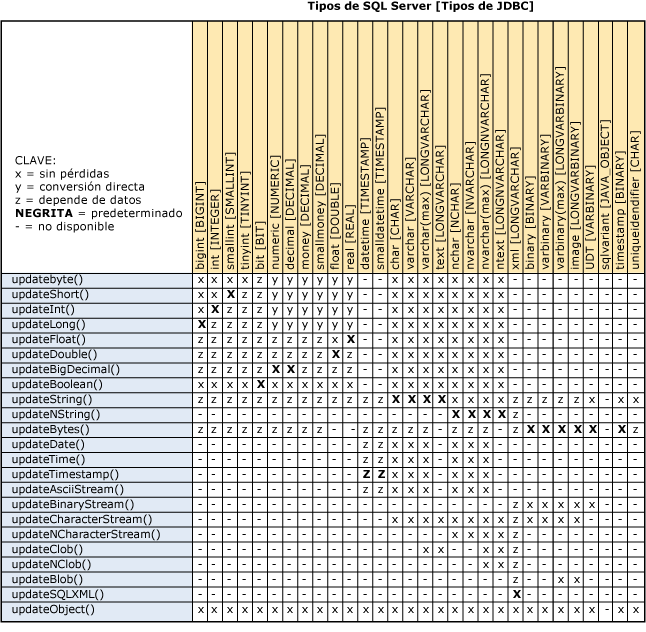 Tipos de SQL Server [Tipos de JDBC]
CLAVE:
x = sin pérdidas
y = conversión directa
z = depende de datos
NEGRITA = predeterminado
- = no disponible
bigint [BIGINT]
int [INTEGER]
smallint [SMALLINT]
tinyint [TINYINT]
bit [BIT]
numeric [NUMERIC]
decimal [DECIMAL]
money [DECIMAL]
smallmoney [DECIMAL]
float [DOUBLE]
real [REAL]
datetime [TIMESTAMP]
smalldatetime [TIMESTAMP]
char [CHAR]
varchar [VARCHAR]
varchar(max) [LONGVARCHAR]
text [LONGVARCHAR]
nchar [NCHAR]
nvarchar [NVARCHAR]
nvarchar(max) [LONGNVARCHAR]
ntext [LONGNVARCHAR]
xml [LONGVARCHAR]
binary [BINARY]
varbinary [VARBINARY]
varbinary(max) [LONGVARBINARY]
image [LONGVARBINARY]
UDT [VARBINARY]
sqlvariant [JAVA_OBJECT]
timestamp [BINARY]
uniqueidendifier [CHAR]
updatebyte() x x x x z y y y y y y - - x x x x x x x x - - - - - - - - -
updateShort() x x X z z y y y y y y - - x x x x x x x x - - - - - - - - -
updateInt() x X z z z y y y y y y - - x x x x x x x x - - - - - - - - -
updateLong() X z z z z y y y y y y - - x x x x x x x x - - - - - - - - -
updateFloat() z z z z z z z z z x X - - x x x x x x x x - - - - - - - - -
updateDouble() z z z z z z z z z X z - - x x x x x x x x - - - - - - - - -
updateBigDecimal() z z z z z X X z z z z - - x x x x x x x x - - - - - - - - -
updateBoolean() x x x x X x x x x x x - - x x x x x x x x - - - - - - - - -
updateString() z z z z z z z z z z z z z X X X X x x x x z z z z z x - x x
updateNString() - - - - - - - - - - - - - - - - - X X X X z - - - - - - - -
updateBytes() z z z z z z z z z - - z z x x x x x x x x z X X X X X - X z
updateDate() - - - - - - - - - - - z z x x x - x x x - - - - - - - - - -
updateTime() - - - - - - - - - - - z z x x x - x x x - - - - - - - - - -
updateTimestamp() - - - - - - - - - - - Z Z x x x - x x x - - - - - - - - - -
updateAsciiStream() - - - - - - - - - - - z z x x x - x x x - - - - - - - - - -
updateBinaryStream() - - - - - - - - - - - - - - - - - - - - - z x x x x x - - -
updateCharacterStream() - - - - - - - - - - - - - x x x x x x x x z x x x x - - - -
updateNCharacterStream() - - - - - - - - - - - - - - - - - x x x x z - - - - - - - -
updateClob() - - - - - - - - - - - - - - - x x - - x x z - - - - - - - -
updateNClob() - - - - - - - - - - - - - - - - - - - x x z - - - - - - - -
updateBlob() - - - - - - - - - - - - - - - - - - - - - z - - x x - - - -
updateSQLXML() - - - - - - - - - - - - - - - - - - - - - X - - - - - - - -
updateObject() x x x x x x x x x x x x x x x x x x x x x x x x x x x - x x